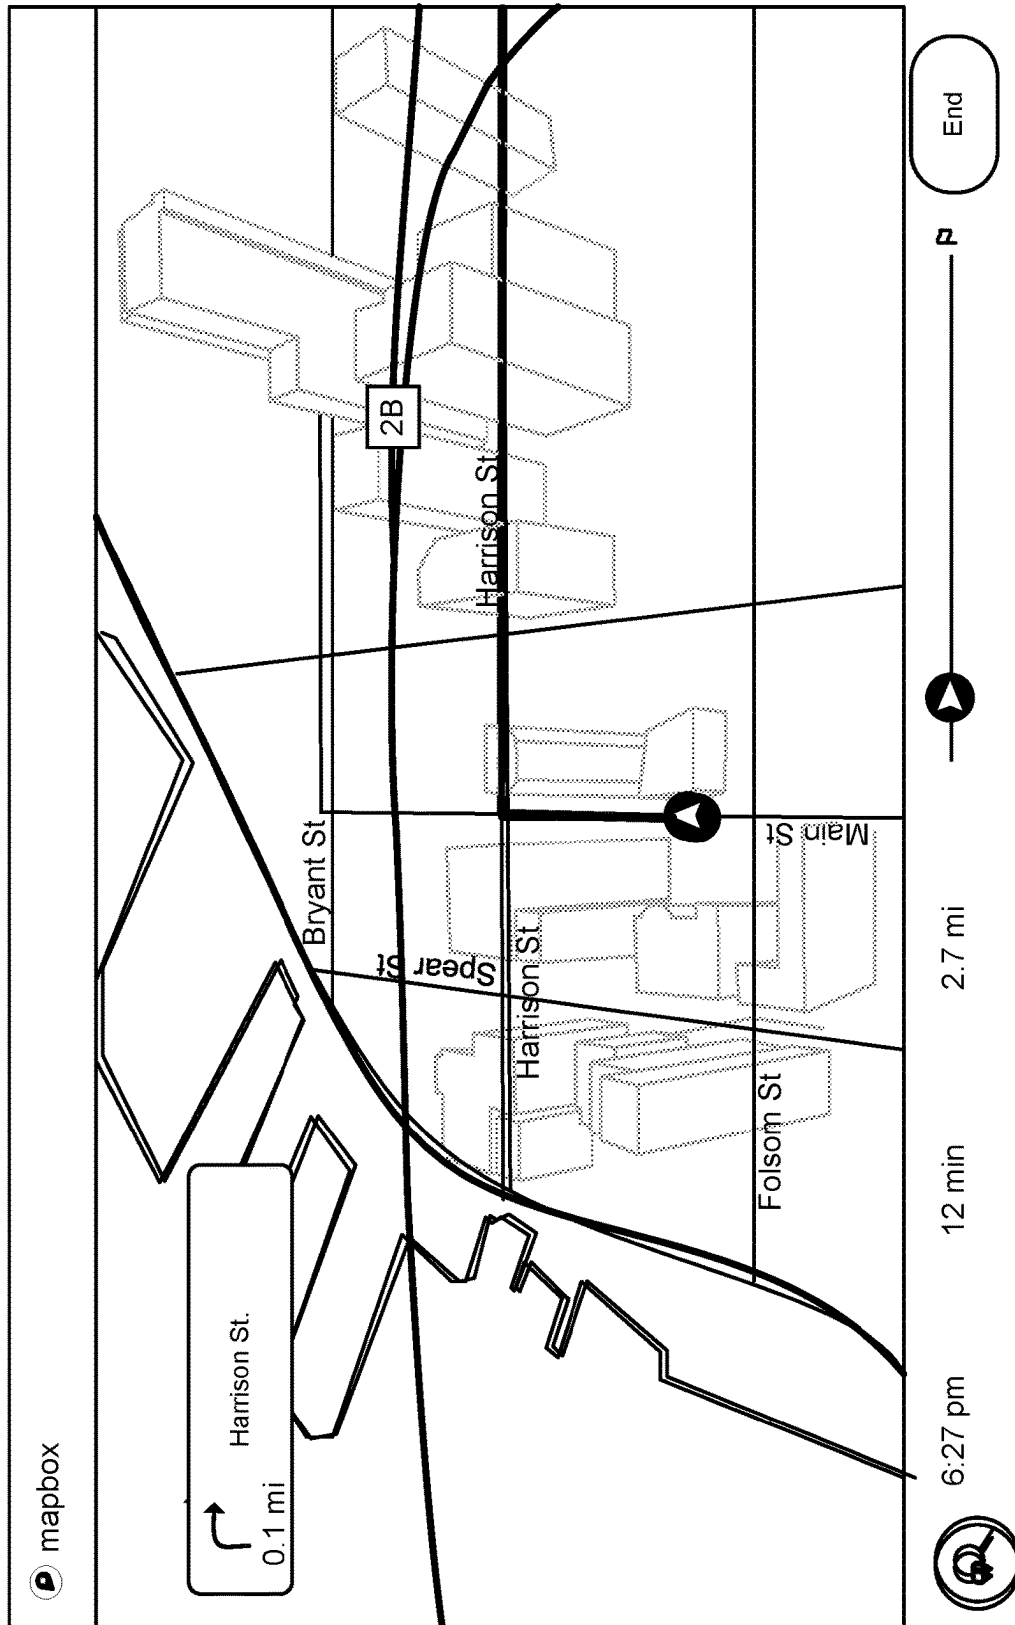 mapbox
Harrison St.
0.1 mi
Bryant St
2B
Spear St
Harrison St
Harrison St
Main St
Folsom St
6:27 pm
12 min
2.7 mi
End